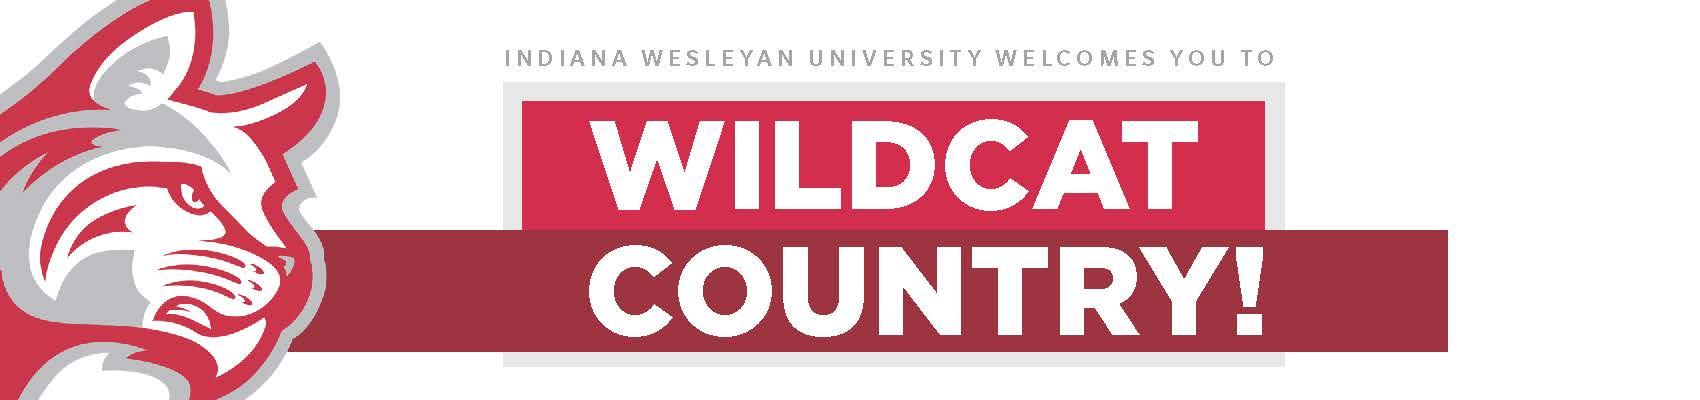 INDIANA WESLEYAN UNIVERSITY WELCOMES YOU TO
WILDCAT
COUNTRY!